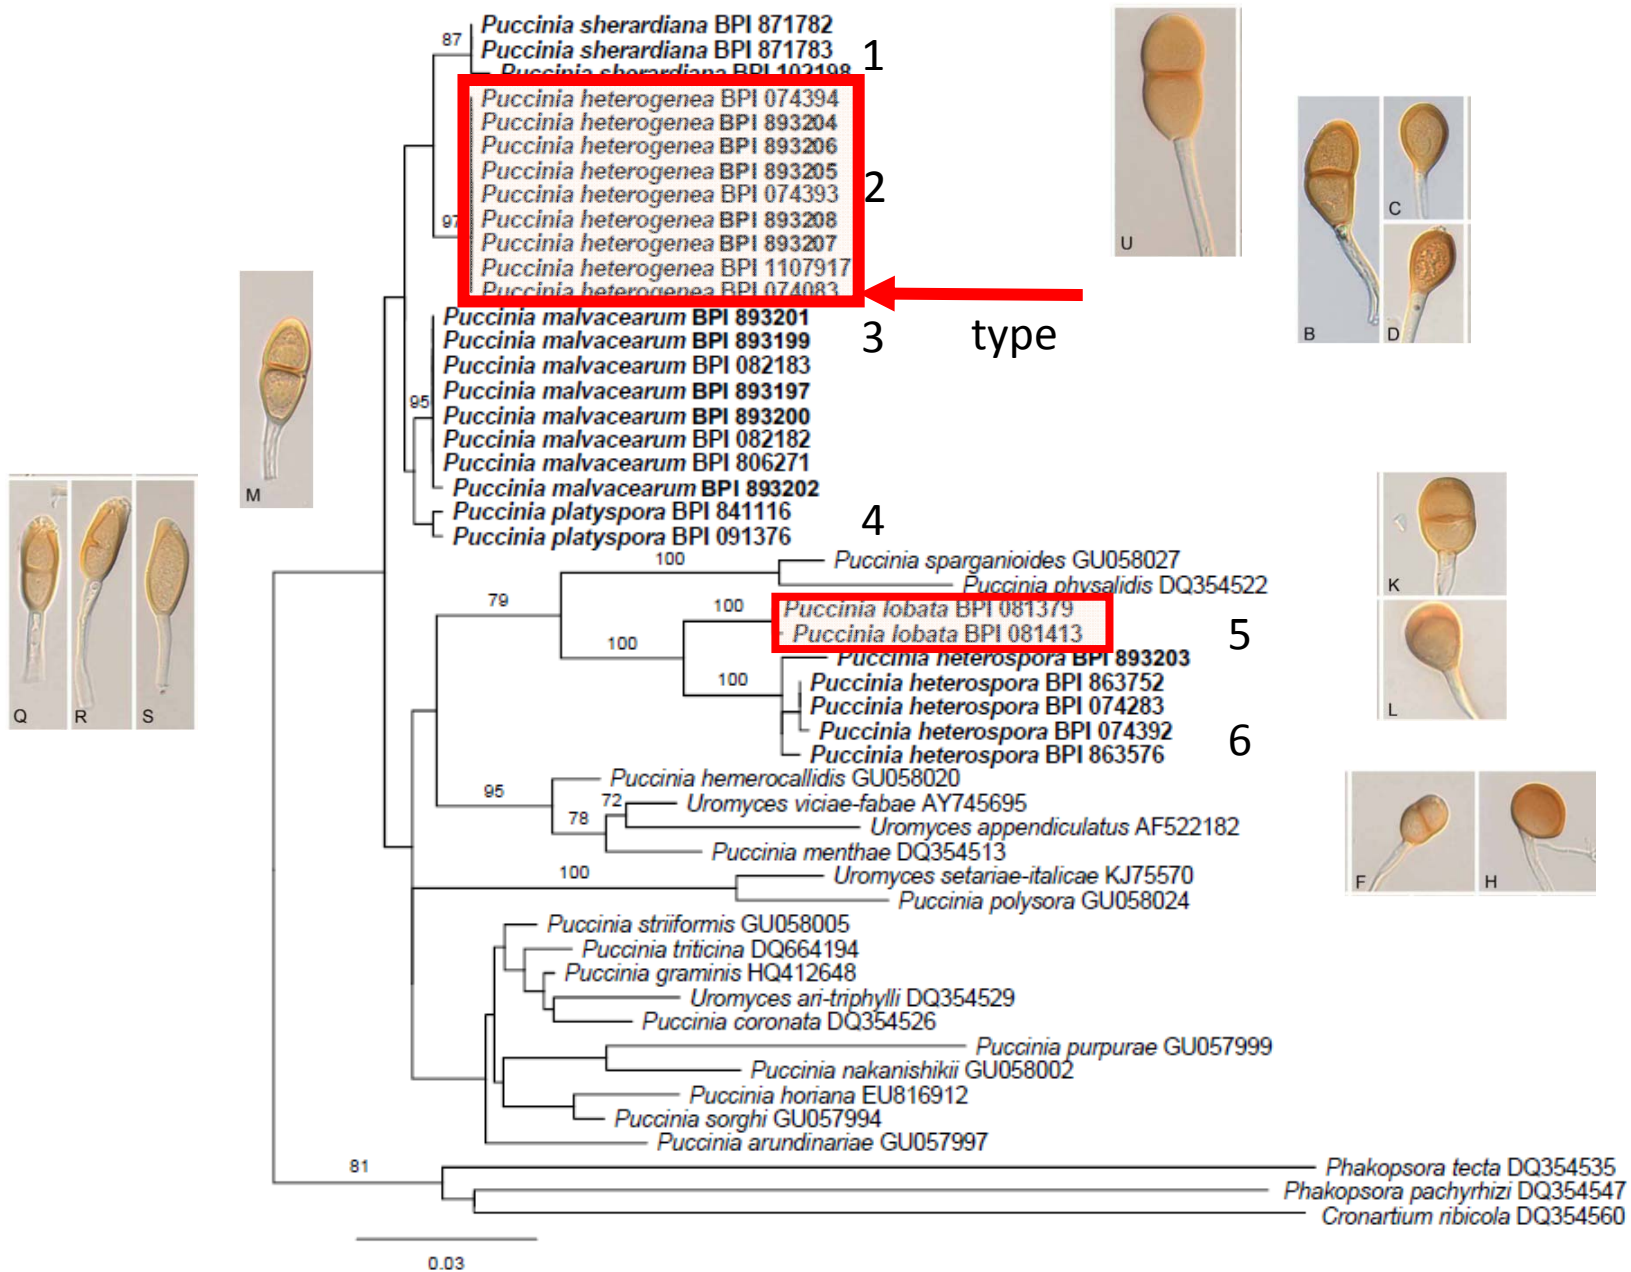 Puccinia sherardiana BPI 871782
87
Puccinia sherardiana BPI 871783
1
Puccinia sherardiana BPI 102198
Puccinia heterogenea BPI 074394
Puccinia heterogenea BPI 893204
Puccinia heterogenea BPI 893206
Puccinia heterogenea BPI 893205
2
Puccinia heterogenea BPI 074393
Puccinia heterogenea BPI 893208
97
Puccinia heterogenea BPI 893207
Puccinia heterogenea BPI 1107917
Puccinia heterogenea BPI 074083
type
Puccinia malvacearum BPI 893201
3
Puccinia malvacearum BPI 893199
Puccinia malvacearum BPI 082183
Puccinia malvacearum BPI 893197
95
Puccinia malvacearum BPI 893200
Puccinia malvacearum BPI 082182
Puccinia malvacearum BPI 806271
Puccinia malvacearum BPI 893202
Puccinia platyspora BPI 841116
4
Puccinia platyspora BPI 091376
100
Puccinia sparganioides GU058027
Puccinia physalidis DQ354522
79
100
Puccinia lobata BPI 081379
Puccinia lobata BPI 081413
5
100
Puccinia heterospora BPI 893203
100
Puccinia heterospora BPI 863752
Puccinia heterospora BPI 074283
Puccinia heterospora BPI 074392
6
Puccinia heterospora BPI 863576
Puccinia hemerocallidis GU058020
95
72
Uromyces viciae-fabae AY745695
78
Uromyces appendiculatus AF522182
Puccinia menthae DQ354513
100
Uromyces setariae-italicae KJ75570
Puccinia polysora GU058024
Puccinia striiformis GU058005
Puccinia triticina DQ664194
Puccinia graminis HQ412648
Uromyces ari-triphylli DQ354529
Puccinia coronata DQ354526
Puccinia purpurae GU057999
Puccinia nakanishikii GU058002
Puccinia horiana EU816912
Puccinia sorghi GU057994
Puccinia arundinariae GU057997
81
Phakopsora tecta DQ354535
Phakopsora pachyrhizi DQ354547
Cronartium ribicola DQ354560
0.03
U
C
B
D
M
Q
R
S
K
L
F
H